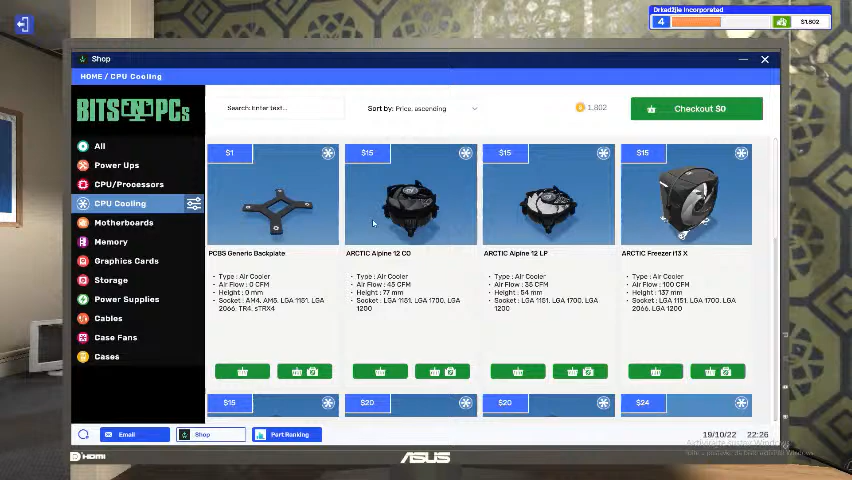 Drkadžjie Incorporated
4
$1,802
Shop
HOME / CPU Cooling
BITS N PCs
Search: Enter text...
Sort by: Price, ascending
1,802
Checkout $0
All
Power Ups
CPU/Processors
CPU Cooling
Motherboards
Memory
Graphics Cards
Storage
Power Supplies
Cables
Case Fans
Cases
$1
PCBS Generic Backplate
• Type : Air Cooler
• Air Flow : 0 CFM
• Height : 0 mm
• Socket : AM4, AM5, LGA 1151, LGA
2066, TR4, sTRX4
$15
ARCTIC Alpine 12 CO
• Type : Air Cooler
• Air Flow : 45 CFM
• Height : 77 mm
• Socket : LGA 1151, LGA 1700, LGA
1200
$15
ARCTIC Alpine 12 LP
• Type : Air Cooler
• Air Flow : 35 CFM
• Height : 54 mm
• Socket : LGA 1151, LGA 1700, LGA
1200
$15
ARCTIC Freezer i13 X
• Type : Air Cooler
• Air Flow : 100 CFM
• Height : 137 mm
• Socket : LGA 1151, LGA 1700, LGA
2066, LGA 1200
$15
$20
$20
$24
Email
Shop
Part Ranking
19/10/22
22:26
HDMI
ASUS